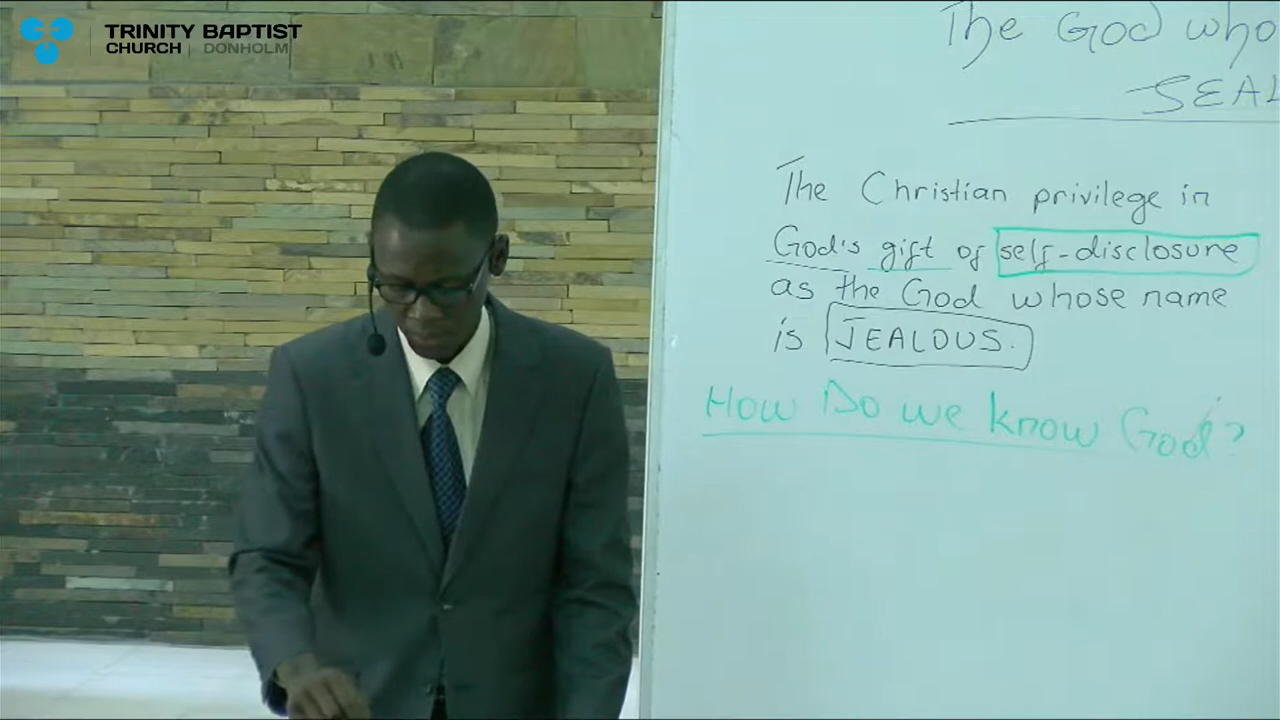 TRINITY BAPTIST
CHURCH | DONHOLM
The God who
The Christian privilege in
God's gift of self-disclosure
as the God whose name
is JEALOUS.
How Do we know God?